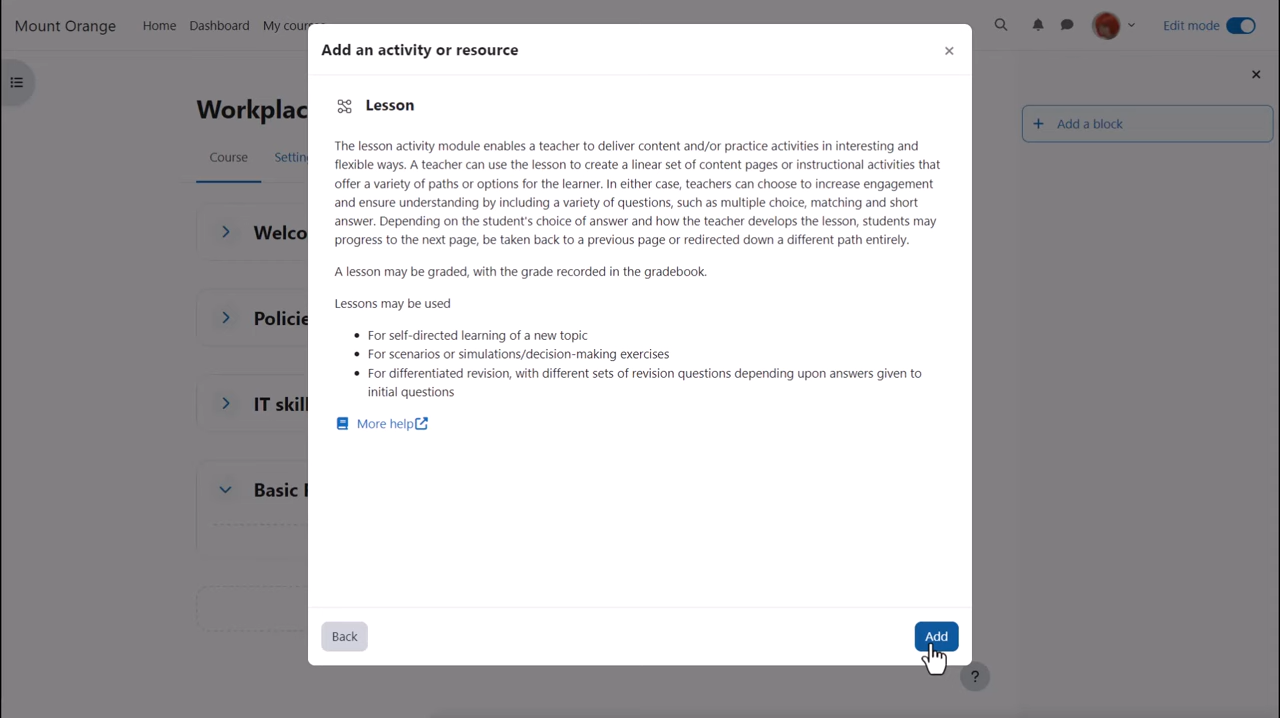 Mount Orange
Home
Dashboard
My cour
Edit mode
Add an activity or resource
Add a block
Workplac
Course
Settin
Lesson
The lesson activity module enables a teacher to deliver content and/or practice activities in interesting and
flexible ways. A teacher can use the lesson to create a linear set of content pages or instructional activities that
offer a variety of paths or options for the learner. In either case, teachers can choose to increase engagement
and ensure understanding by including a variety of questions, such as multiple choice, matching and short
answer. Depending on the student's choice of answer and how the teacher develops the lesson, students may
progress to the next page, be taken back to a previous page or redirected down a different path entirely.
A lesson may be graded, with the grade recorded in the gradebook.
Lessons may be used
• For self-directed learning of a new topic
• For scenarios or simulations/decision-making exercises
• For differentiated revision, with different sets of revision questions depending upon answers given to
initial questions
More help
Welco
Policie
IT skil
Basic
Back
Add
?